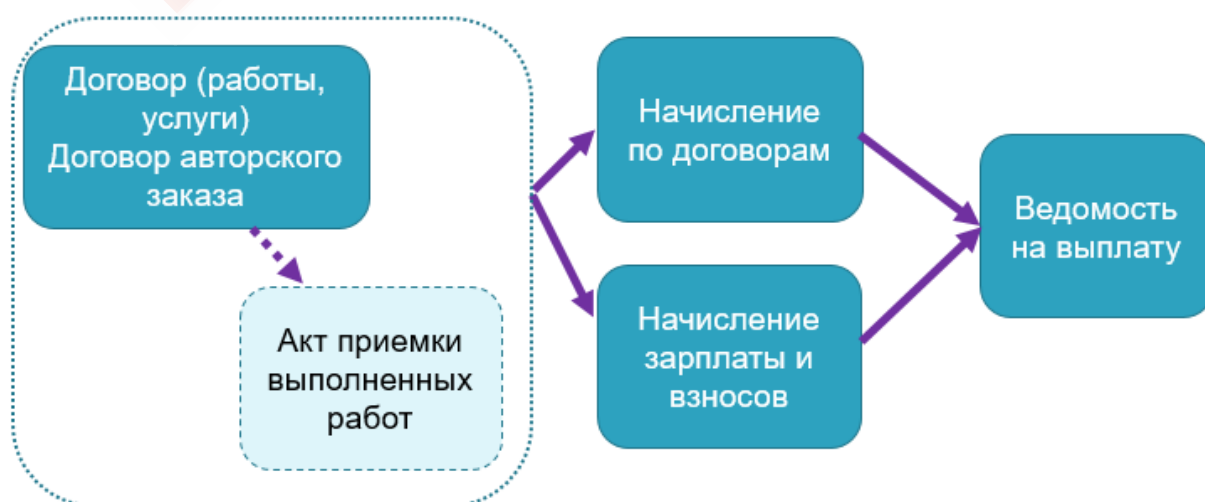 Договор (работы,
услуги)
Договор авторского
заказа
Акт приемки
выполненных
работ
Начисление
по договорам
Начисление
зарплаты и
взносов
Ведомость
на выплату